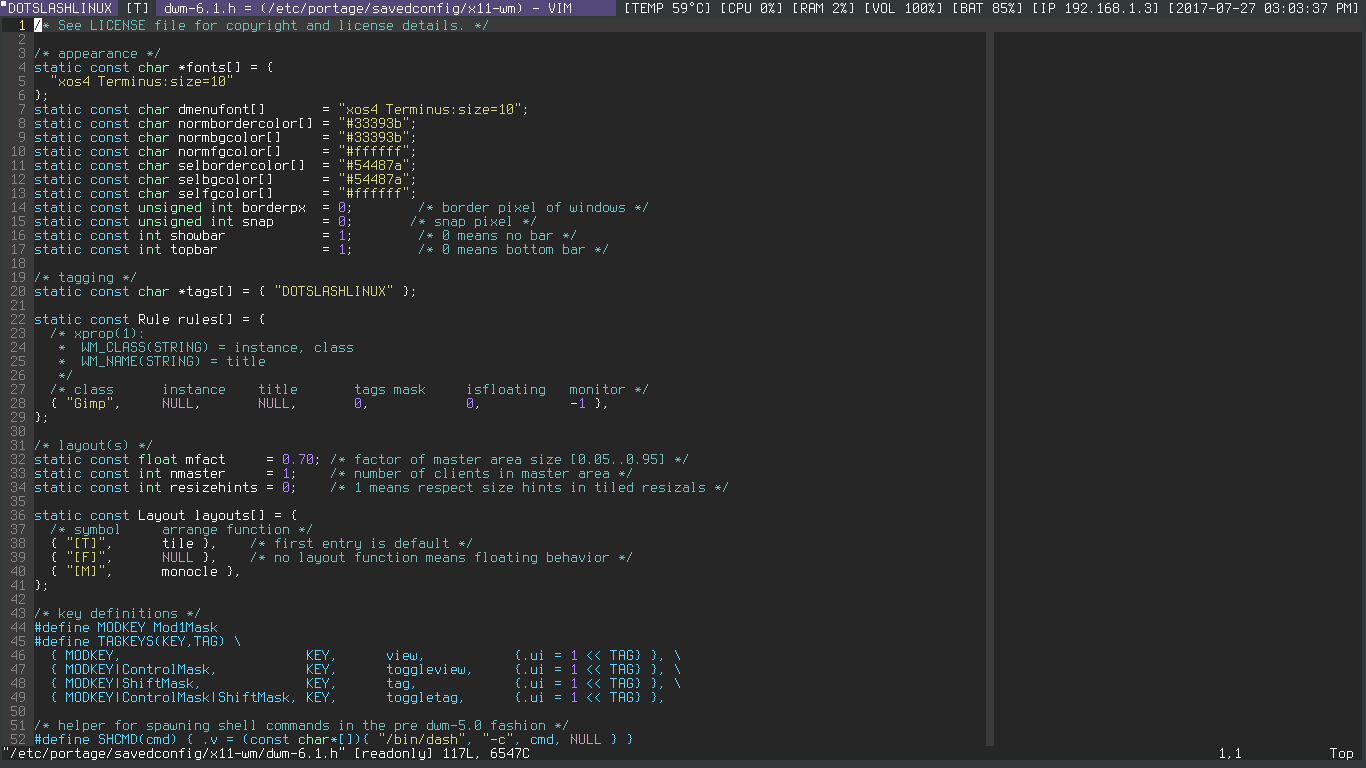 DOTSLASHLINUX [T] dwm-6.1.h = (/etc/portage/savedconfig/x11-wm) - VIM [TEMP 59°C] [CPU 0%] [RAM 2%] [VOL 100%] [BAT 85%] [IP 192.168.1.3] [2017-07-27 03:03:37 PM]
1 /* See LICENSE file for copyright and license details. */
2
3 /* appearance */
4 static const char *fonts[] = {
5   "xos4 Terminus:size=10"
6 };
7 static const char dmenufont[]       = "xos4 Terminus:size=10";
8 static const char normbordercolor[] = "#33393b";
9 static const char normbgcolor[]     = "#33393b";
10 static const char normfgcolor[]     = "#ffffff";
11 static const char selbordercolor[]  = "#54487a";
12 static const char selbgcolor[]      = "#54487a";
13 static const char selfgcolor[]      = "#ffffff";
14 static const unsigned int borderpx  = 0;        /* border pixel of windows */
15 static const unsigned int snap      = 0;       /* snap pixel */
16 static const int showbar            = 1;        /* 0 means no bar */
17 static const int topbar             = 1;        /* 0 means bottom bar */
18
19 /* tagging */
20 static const char *tags[] = { "DOTSLASHLINUX" };
21
22 static const Rule rules[] = {
23   /* xprop(1):
24    *  WM_CLASS(STRING) = instance, class
25    *  WM_NAME(STRING) = title
26    */
27   /* class      instance    title       tags mask     isfloating   monitor */
28   { "Gimp",     NULL,       NULL,       0,            0,           -1 },
29 };
30
31 /* layout(s) */
32 static const float mfact     = 0.70; /* factor of master area size [0.05..0.95] */
33 static const int nmaster     = 1;    /* number of clients in master area */
34 static const int resizehints = 0;    /* 1 means respect size hints in tiled resizals */
35
36 static const Layout layouts[] = {
37   /* symbol     arrange function */
38   { "[T]",      tile },    /* first entry is default */
39   { "[F]",      NULL },    /* no layout function means floating behavior */
40   { "[M]",      monocle },
41 };
42
43 /* key definitions */
44 #define MODKEY Mod1Mask
45 #define TAGKEYS(KEY,TAG) \
46   { MODKEY,                       KEY,      view,           {.ui = 1 << TAG} }, \
47   { MODKEY|ControlMask,           KEY,      toggleview,     {.ui = 1 << TAG} }, \
48   { MODKEY|ShiftMask,             KEY,      tag,            {.ui = 1 << TAG} }, \
49   { MODKEY|ControlMask|ShiftMask, KEY,      toggletag,      {.ui = 1 << TAG} },
50
51 /* helper for spawning shell commands in the pre dwm-5.0 fashion */
52 #define SHCMD(cmd) { .v = (const char*[]){ "/bin/dash", "-c", cmd, NULL } }
"/etc/portage/savedconfig/x11-wm/dwm-6.1.h" [readonly] 117L, 6547C 1,1 Top